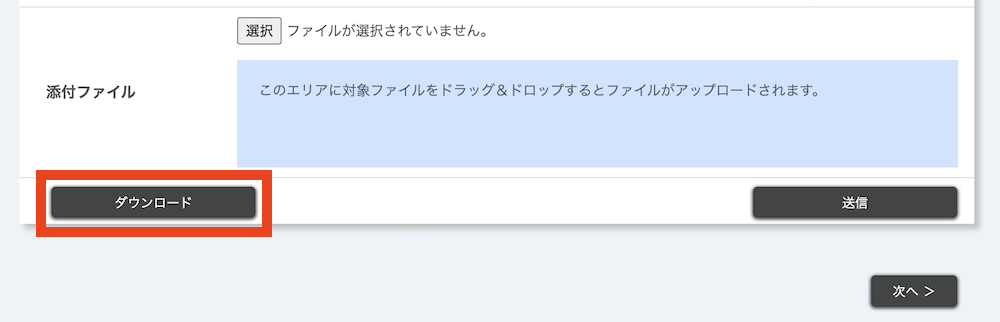 選択 ファイルが選択されていません。
添付ファイル
このエリアに対象ファイルをドラッグ＆ドロップするとファイルがアップロードされます。
ダウンロード
送信
次へ ＞